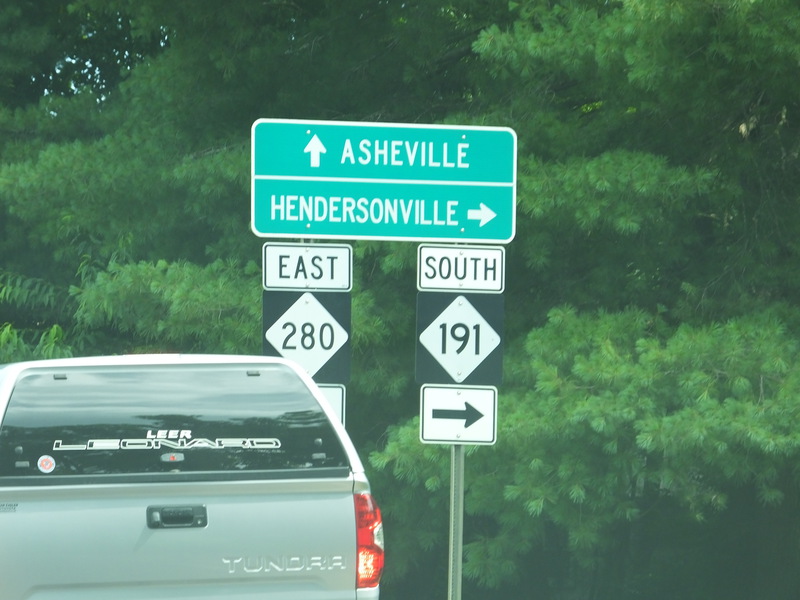 ASHEVILLE
HENDERSONVILLE
EAST
SOUTH
280
191
LEER
LEONARD
TUNDRA